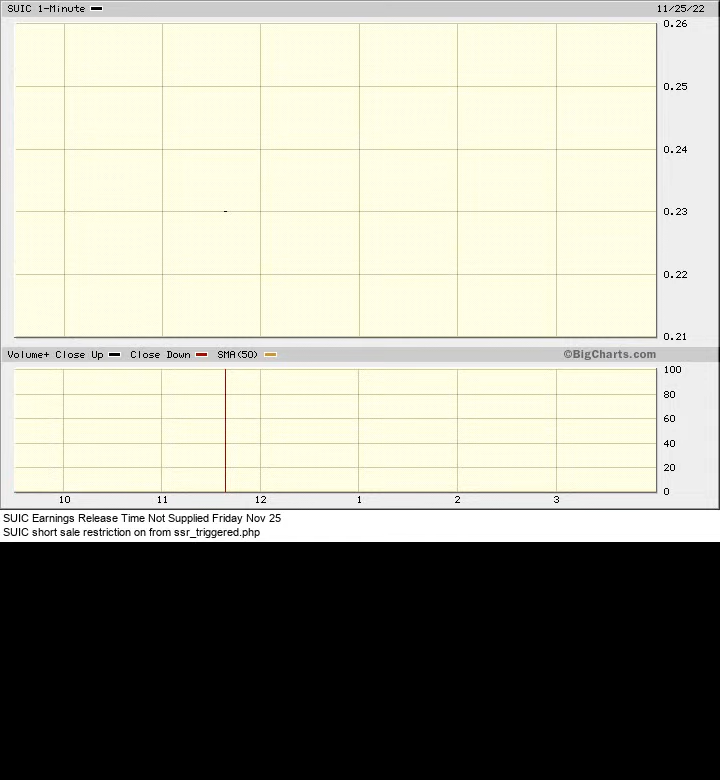 SUIC 1-Minute 11/25/22
0.26
0.25
0.24
0.23
0.22
0.21
Volume+ Close Up Close Down SMA(50) ©BigCharts.com
100
80
60
40
20
0
10 11 12 1 2 3
SUIC Earnings Release Time Not Supplied Friday Nov 25
SUIC short sale restriction on from ssr_triggered.php